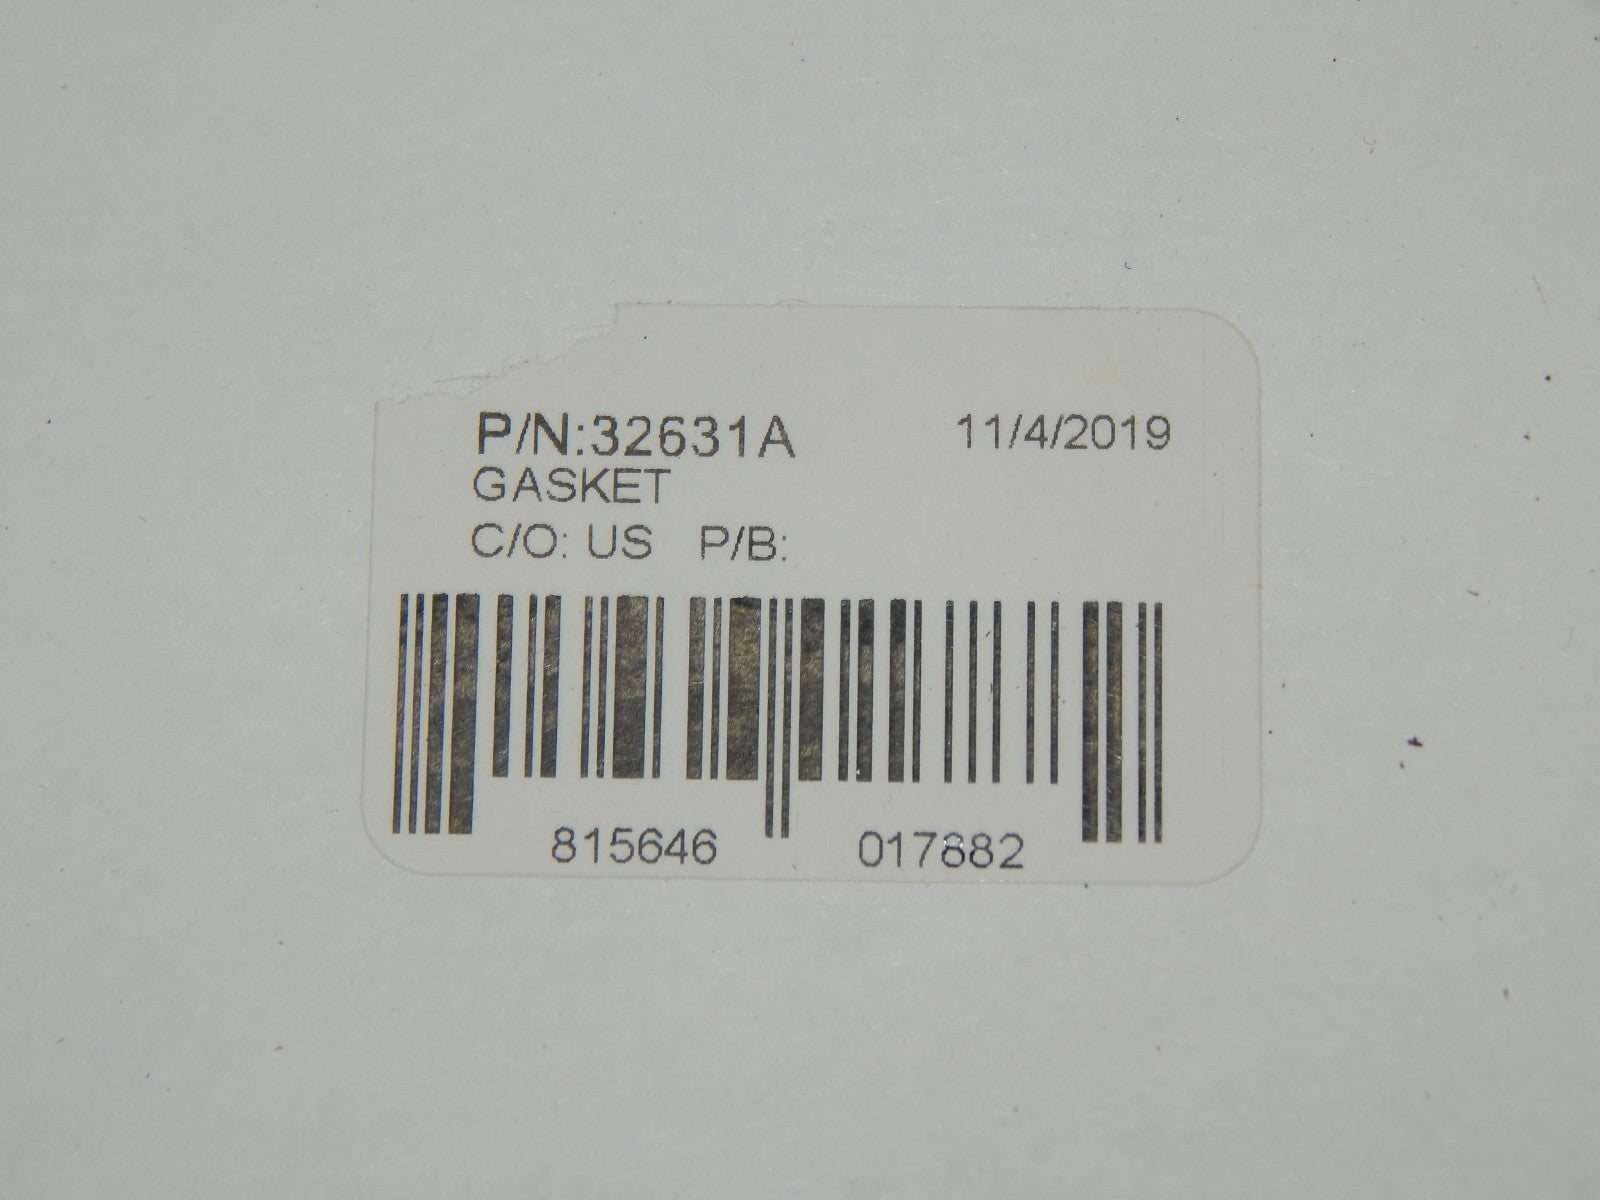 P/N:32631A 11/4/2019
GASKET
C/O: US P/B:
815646 017882